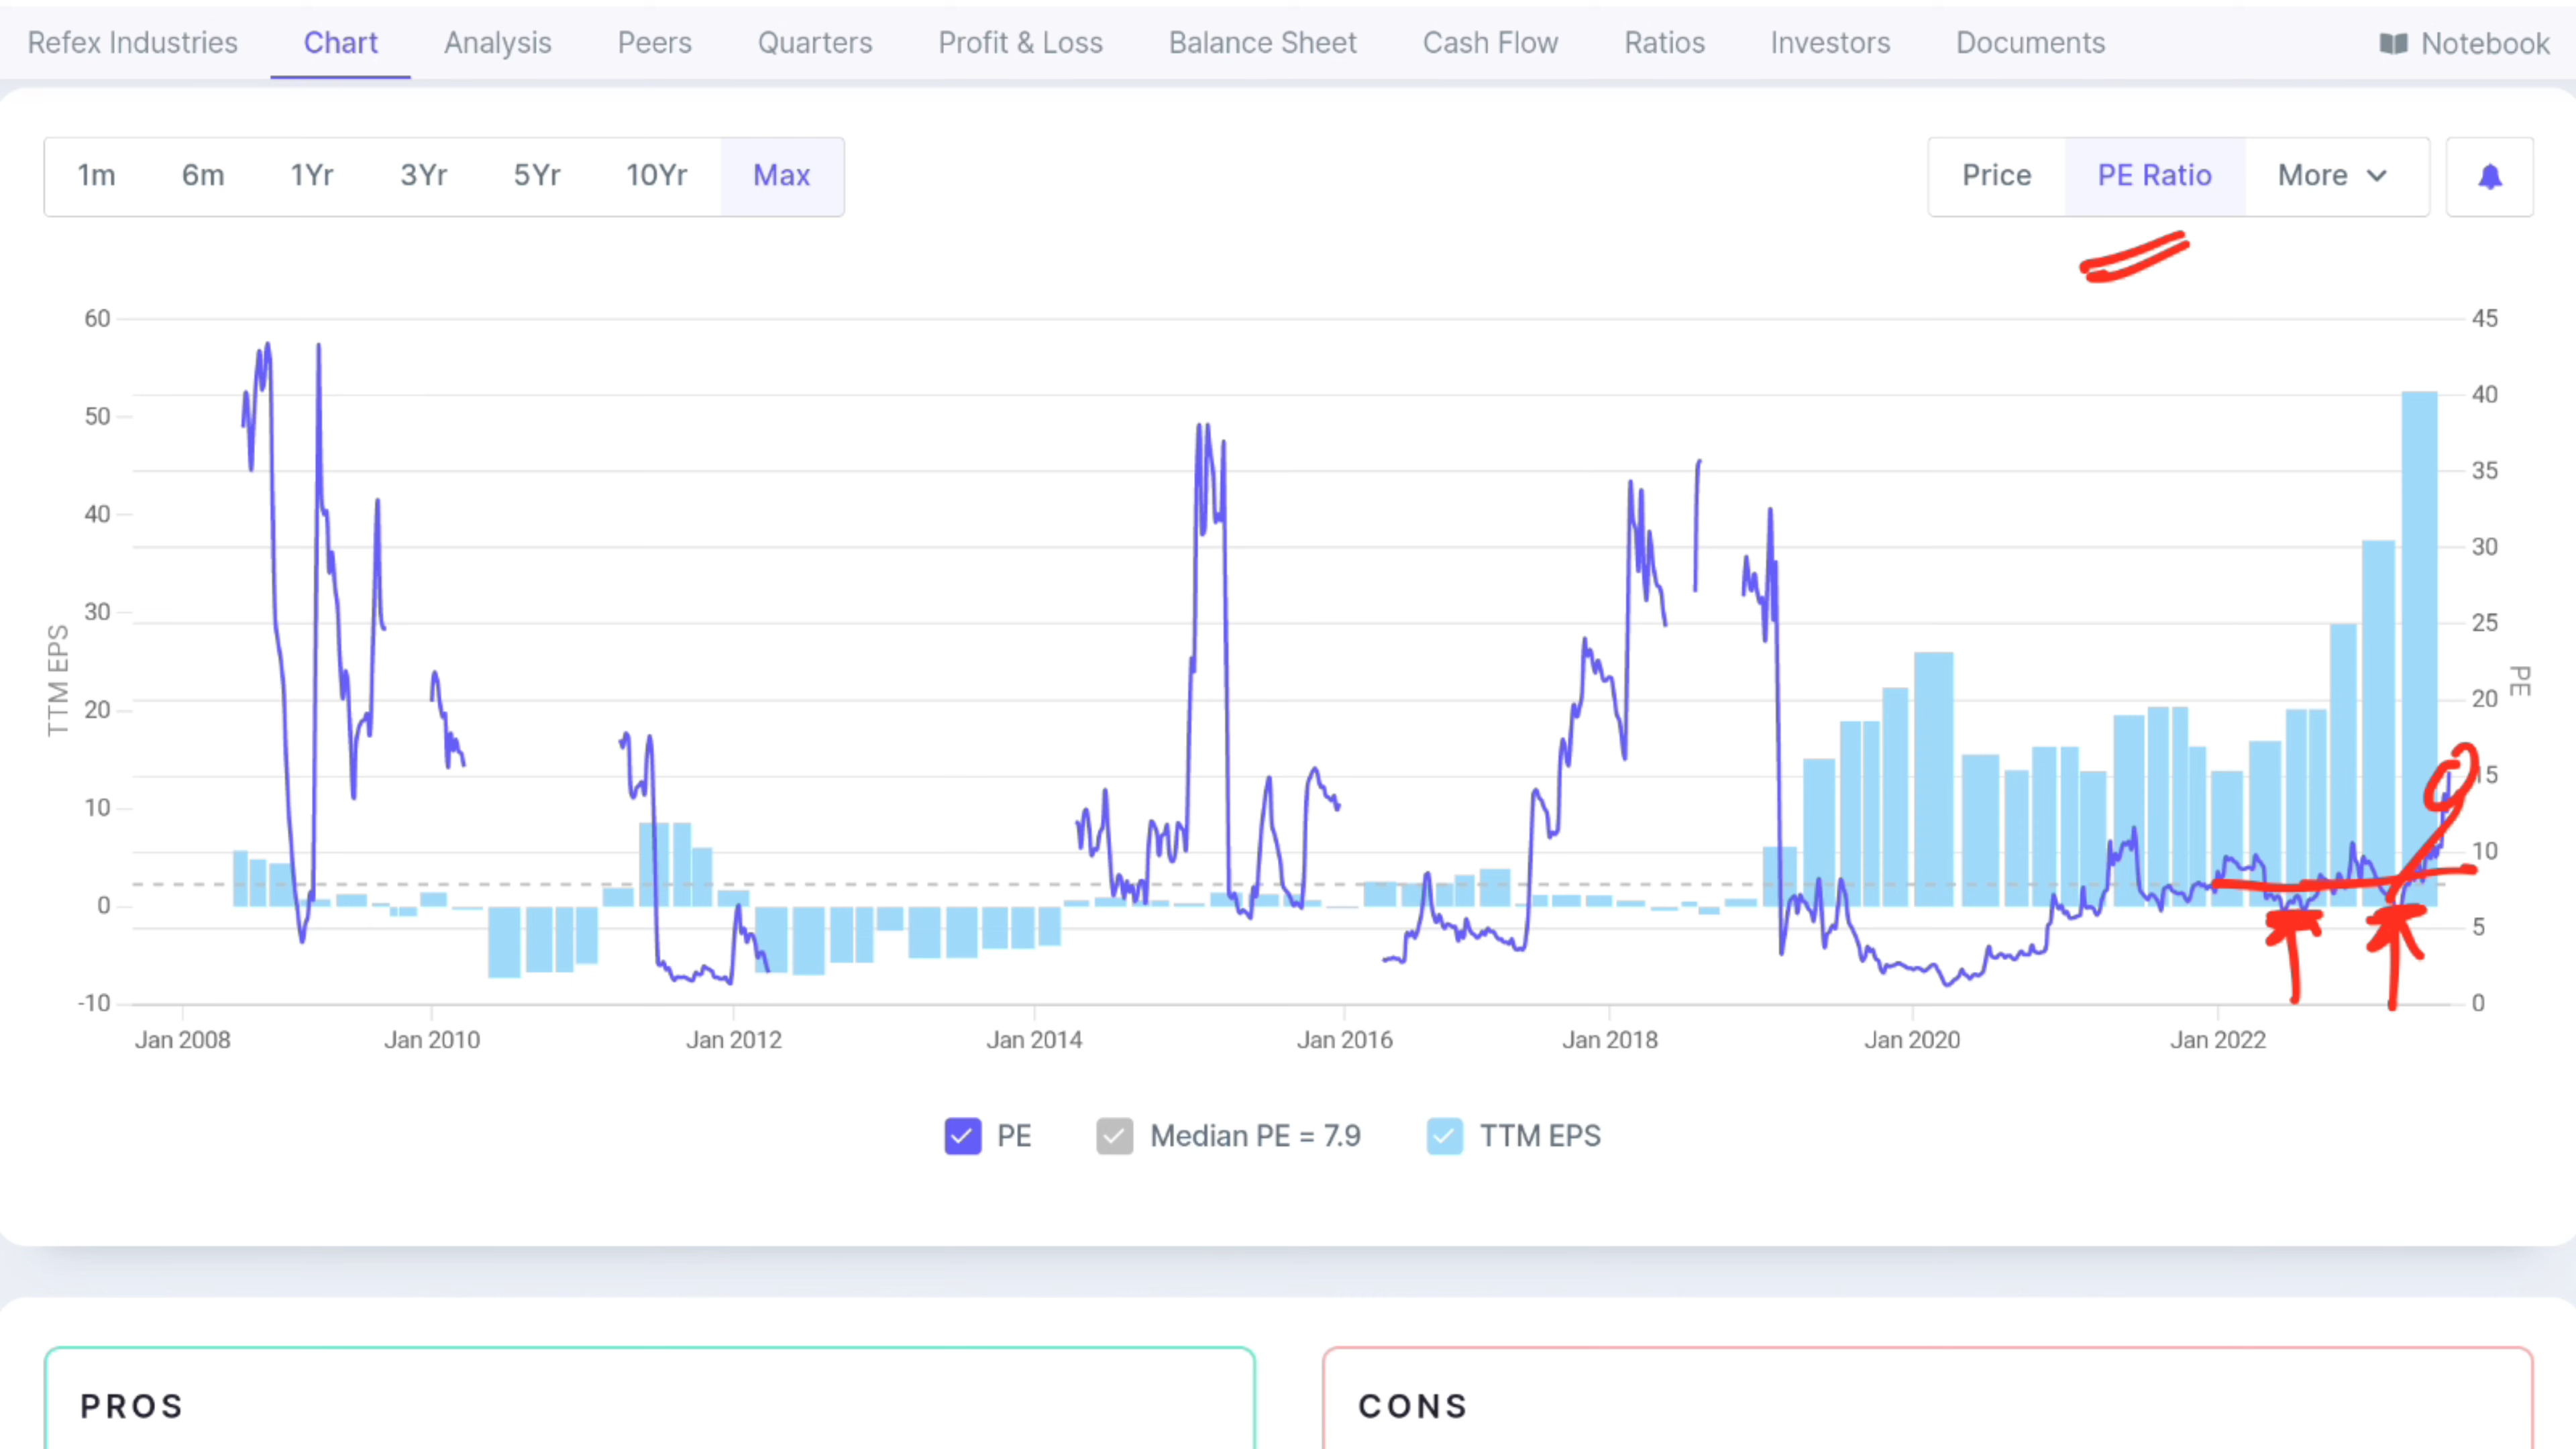 Refex Industries Chart Analysis Peers Quarters Profit & Loss Balance Sheet Cash Flow Ratios Investors Documents Notebook
1m 6m 1Yr 3Yr 5Yr 10Yr Max Price PE Ratio More
60 45
50 40
40 35
30 30
20 25
10 20
0 15
-10 10
5
0
TTM EPS
PE
Jan 2008 Jan 2010 Jan 2012 Jan 2014 Jan 2016 Jan 2018 Jan 2020 Jan 2022
PE Median PE = 7.9 TTM EPS
PROS CONS